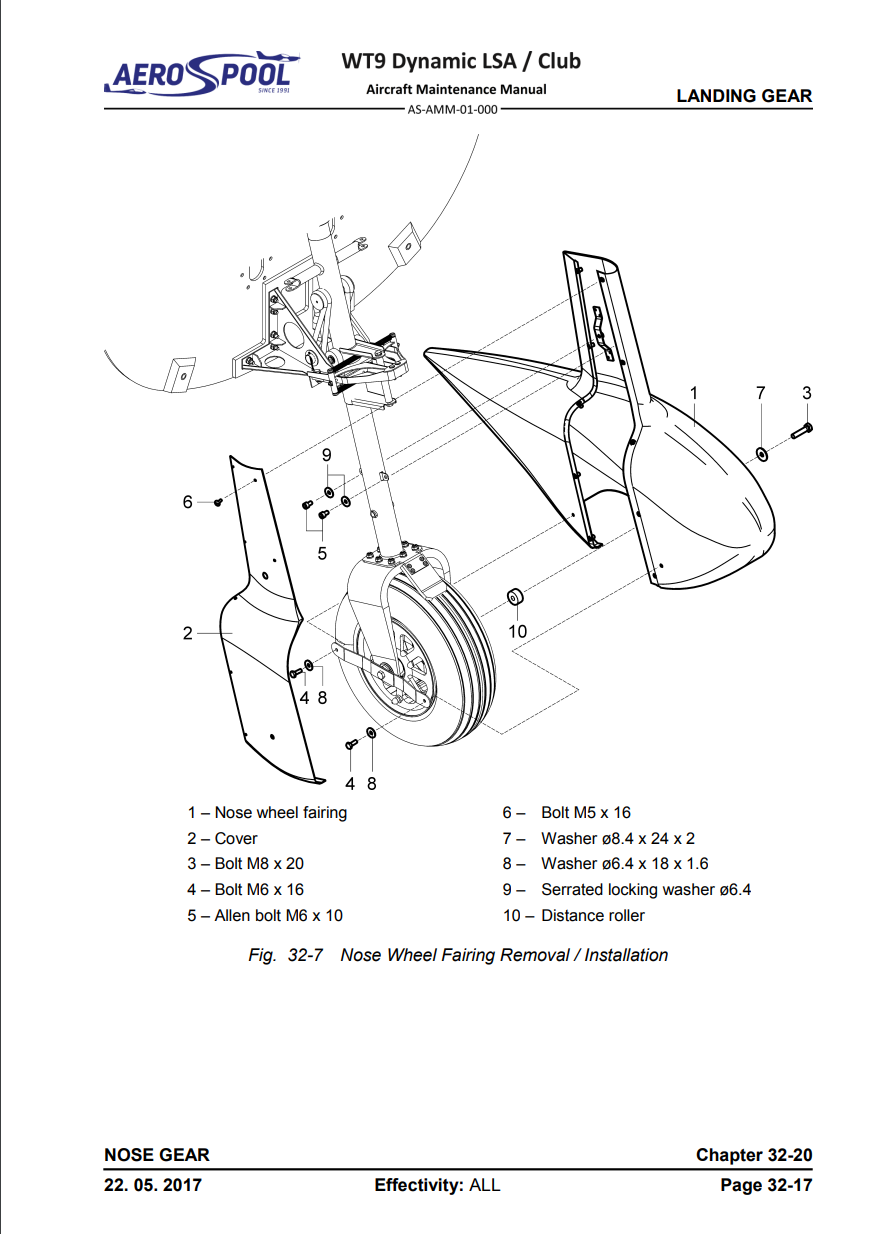 AEROSPOOL
SINCE 1991
WT9 Dynamic LSA / Club
Aircraft Maintenance Manual
AS-AMM-01-000
LANDING GEAR
1
7
3
9
6
5
10
2
4 8
4 8
1 – Nose wheel fairing
2 – Cover
3 – Bolt M8 x 20
4 – Bolt M6 x 16
5 – Allen bolt M6 x 10
6 – Bolt M5 x 16
7 – Washer ø8.4 x 24 x 2
8 – Washer ø6.4 x 18 x 1.6
9 – Serrated locking washer ø6.4
10 – Distance roller
Fig. 32-7 Nose Wheel Fairing Removal / Installation
NOSE GEAR
Chapter 32-20
22. 05. 2017
Effectivity: ALL
Page 32-17